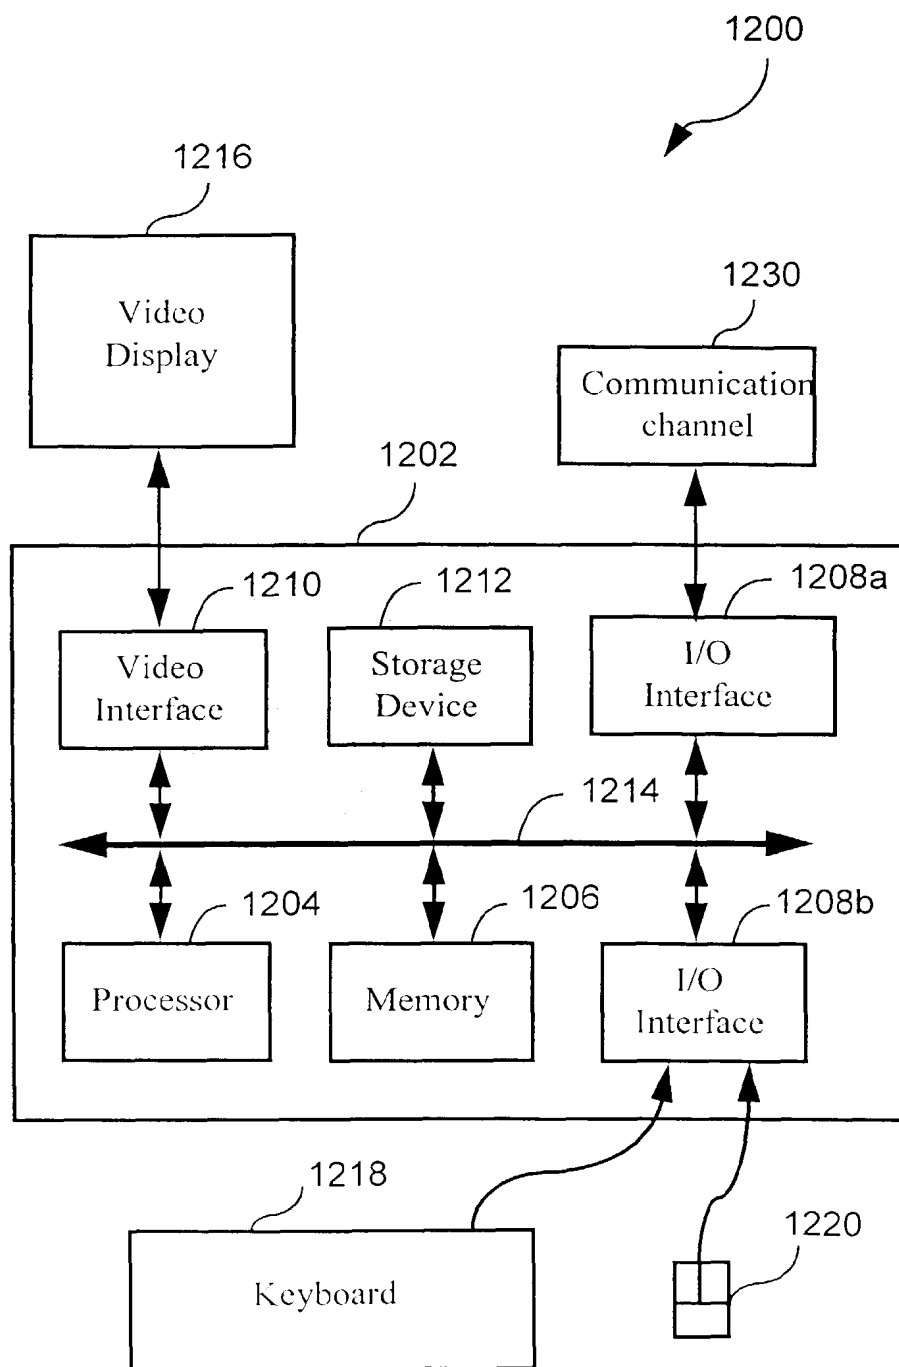 1200
1216
Video
Display
1230
Communication
channel
1202
1210
Video
Interface
1212
Storage
Device
1208a
I/O
Interface
1214
1204
Processor
1206
Memory
1208b
I/O
Interface
1218
Keyboard
1220